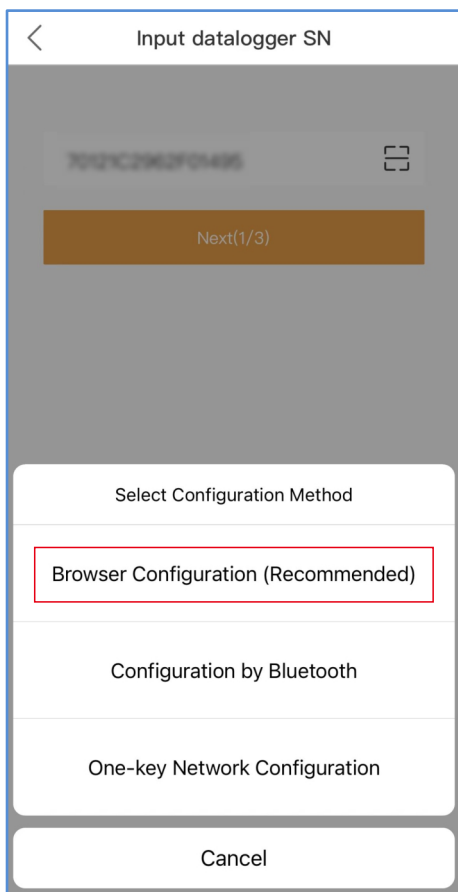 Input datalogger SN
Next(1/3)
Select Configuration Method
Browser Configuration (Recommended)
Configuration by Bluetooth
One-key Network Configuration
Cancel